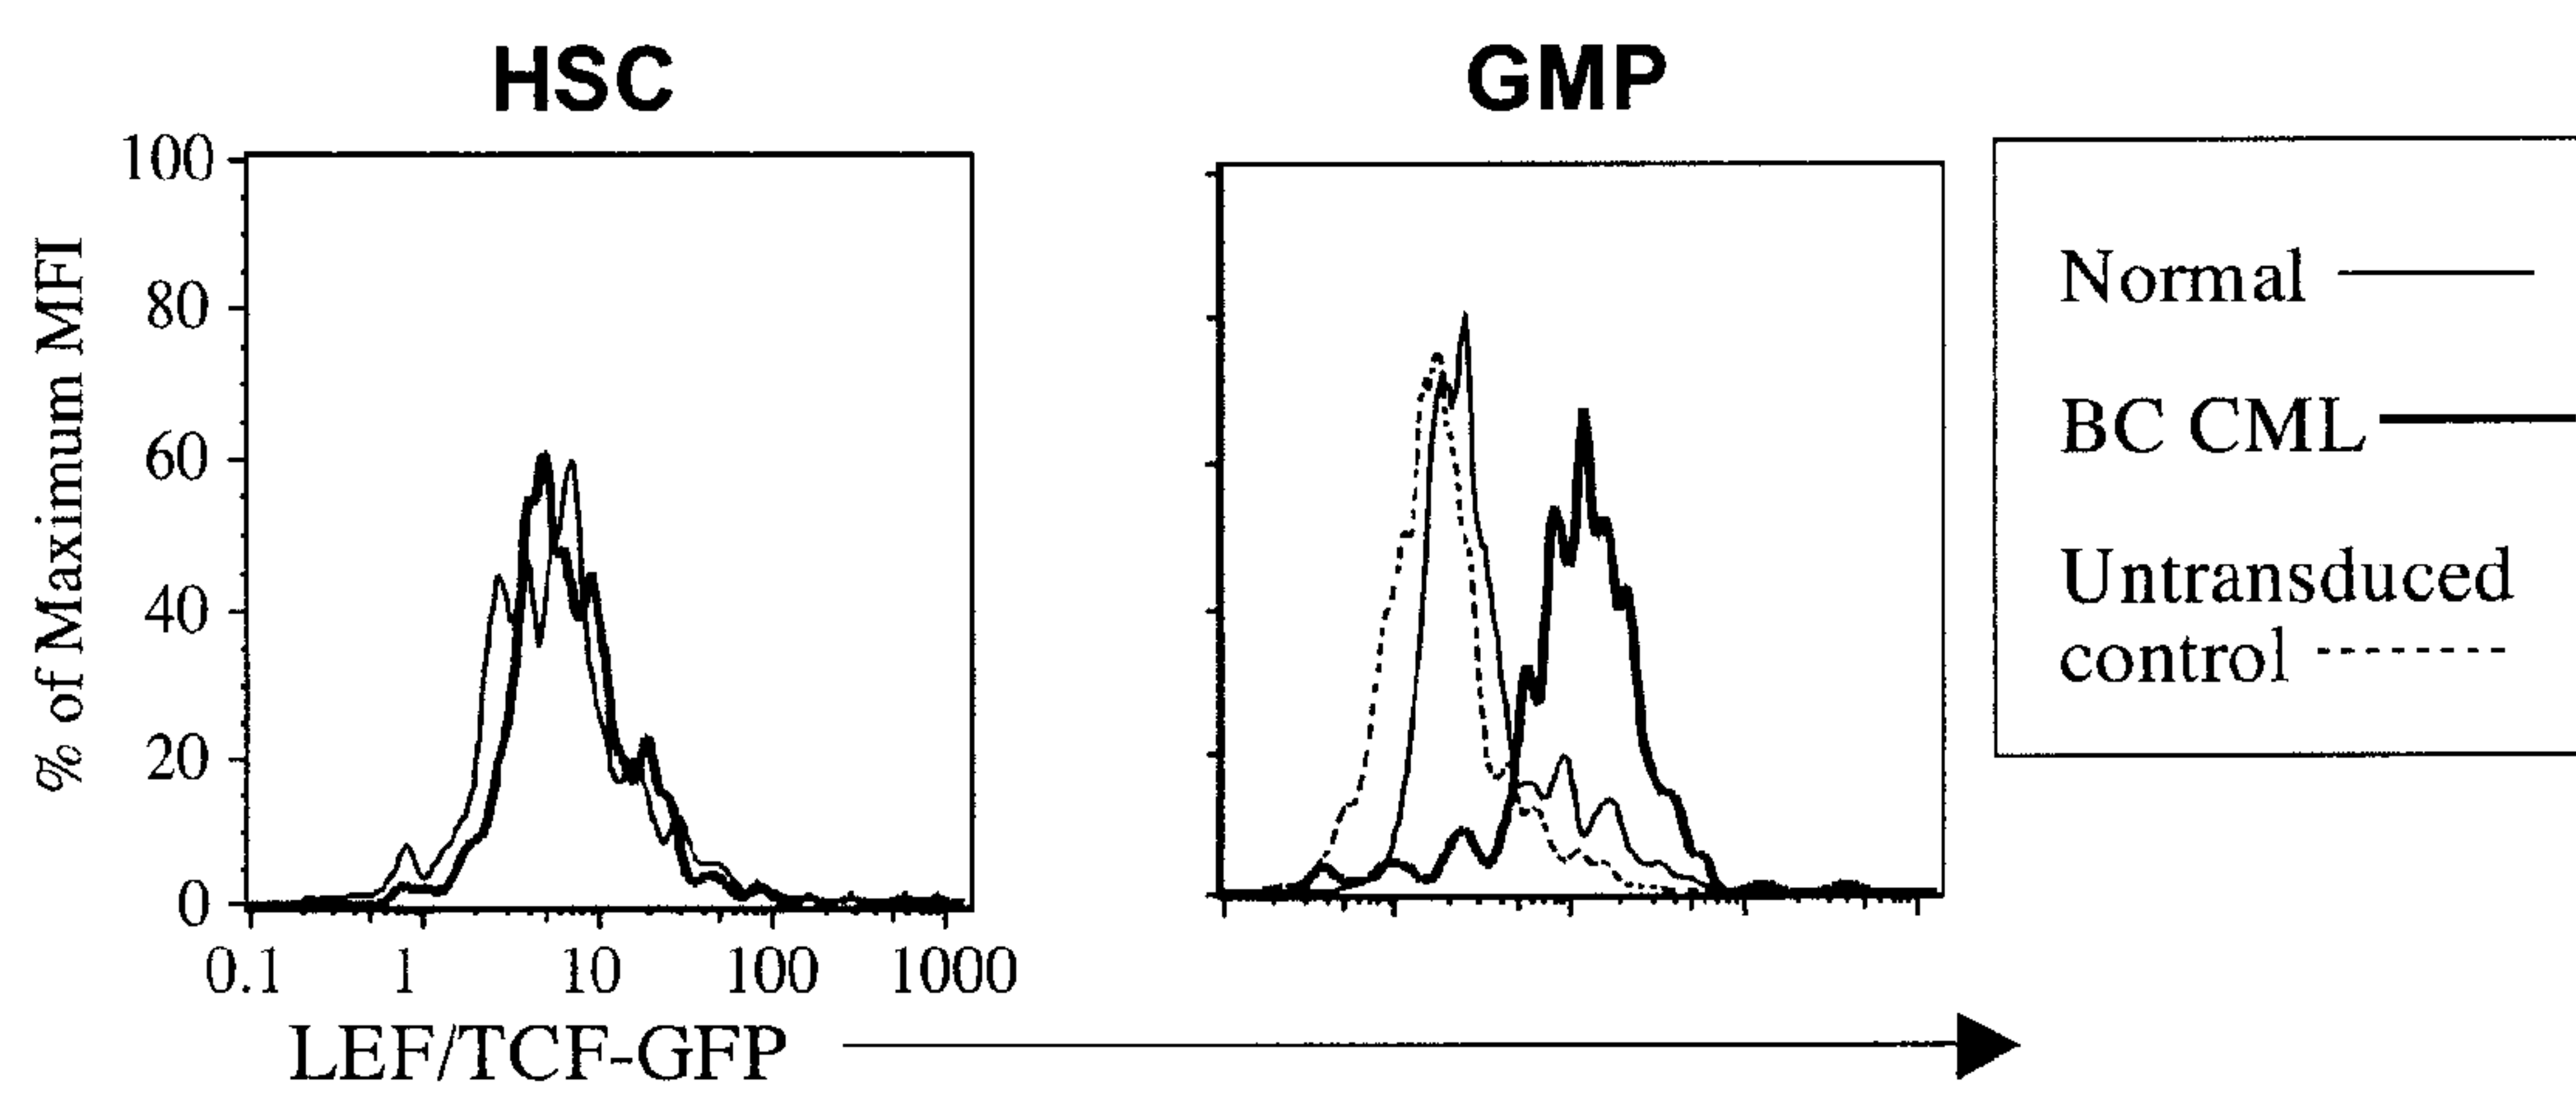 HSC
GMP
% of Maximum MFI
100
80
60
40
20
0
0.1 1 10 100 1000
LEF/TCF-GFP
Normal
BC CML
Untransduced
control